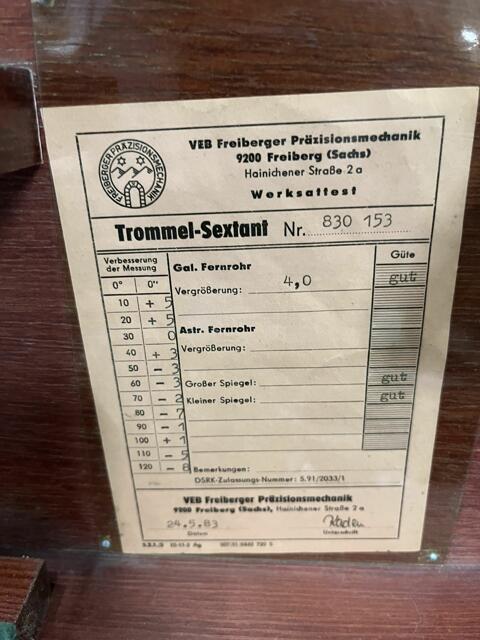 FREIBERGER PRÄZISIONSMECHANIK
VEB Freiberger Präzisionsmechanik
9200 Freiberg (Sachs)
Hainichener Straße 2a
Werksattest
Trommel-Sextant Nr. 830 153
Verbesserung
der Messung
0° 0"
10 + 5
20 + 5
30 0
40 + 3
50 - 3
60 - 3
70 - 2
80 - 7
90 - 1
100 + 1
110 - 5
120 - 8
Gal. Fernrohr
Vergrößerung: 4,0
Astr. Fernrohr
Vergrößerung:
Großer Spiegel:
Kleiner Spiegel:
Bemerkungen:
DSRK-Zulassungs-Nummer: 5.91/2033/1
Güte
gut
gut
gut
VEB Freiberger Präzisionsmechanik
9200 Freiberg (Sachs), Hainichener Straße 2a
24.5.83
Datum Unterschrift